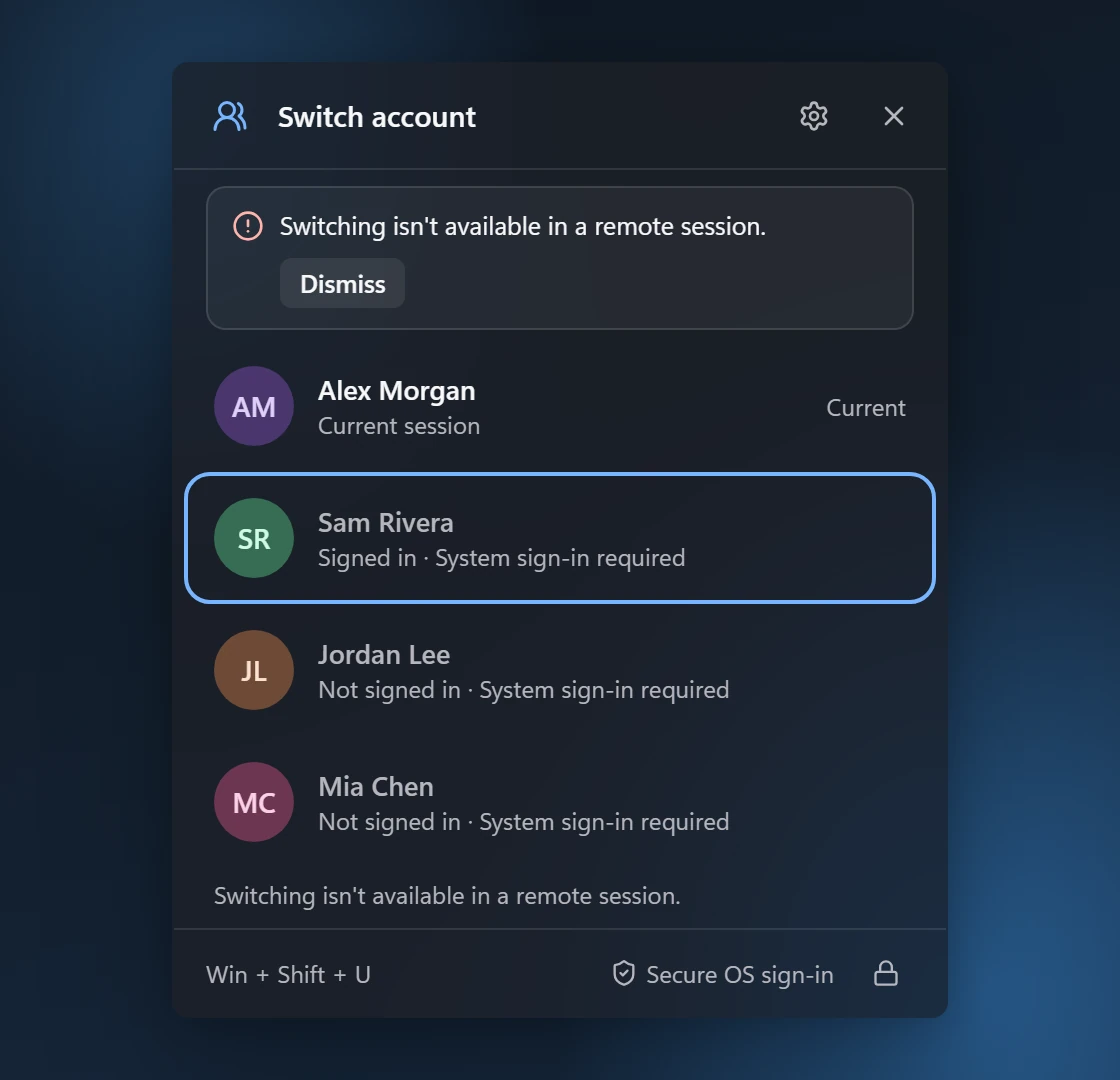 Switch account
Switching isn't available in a remote session.
Dismiss
AM
Alex Morgan
Current session
Current
SR
Sam Rivera
Signed in · System sign-in required
JL
Jordan Lee
Not signed in · System sign-in required
MC
Mia Chen
Not signed in · System sign-in required
Switching isn't available in a remote session.
Win + Shift + U
Secure OS sign-in